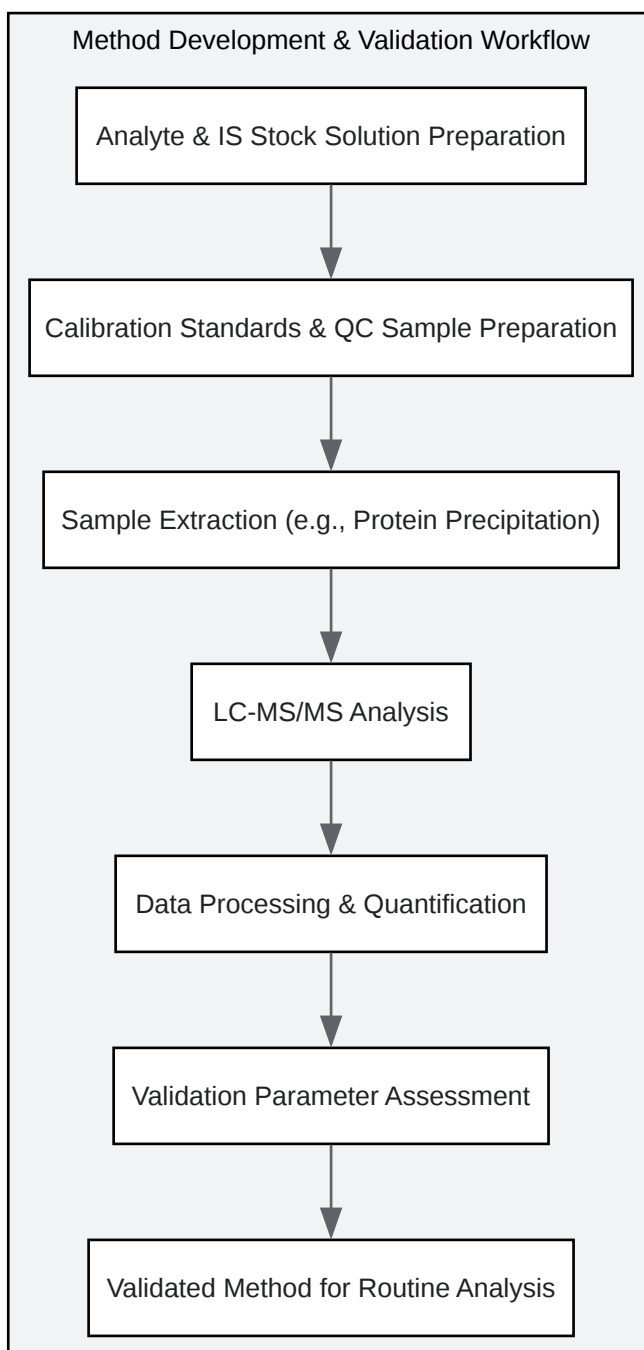 Method Development & Validation Workflow
Analyte & IS Stock Solution Preparation
Calibration Standards & QC Sample Preparation
Sample Extraction (e.g., Protein Precipitation)
LC-MS/MS Analysis
Data Processing & Quantification
Validation Parameter Assessment
Validated Method for Routine Analysis